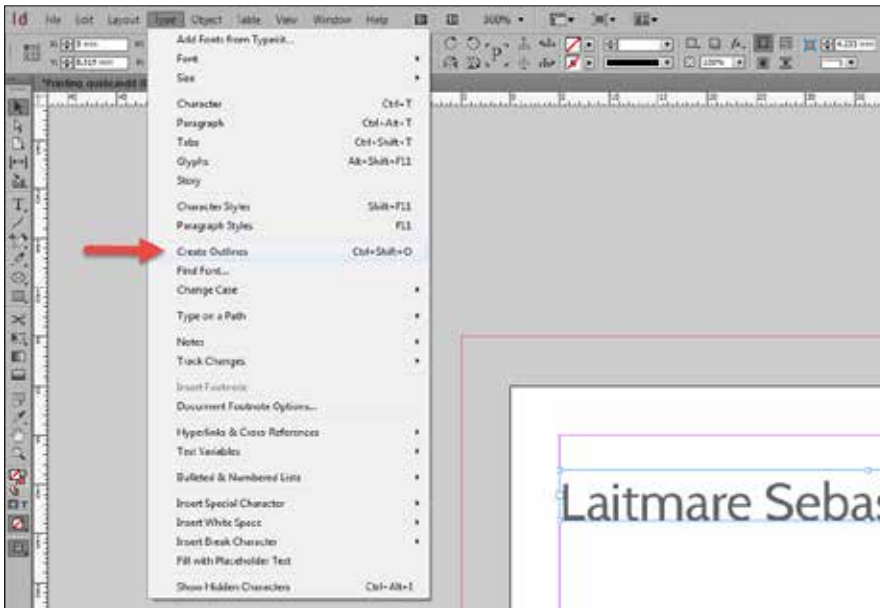 Id File Edit Layout Type Object Table View Window Help 300%
Add Fonts from Typekit...
Font
Size
Character Ctrl+T
Paragraph Ctrl+Alt+T
Tabs Ctrl+Shift+T
Glyphs Alt+Shift+F11
Story
Character Styles Shift+F11
Paragraph Styles F11
Create Outlines Ctrl+Shift+O
Find Font...
Change Case
Type on a Path
Notes
Track Changes
Insert Footnote
Document Footnote Options...
Hyperlinks & Cross References
Text Variables
Bulleted & Numbered Lists
Insert Special Character
Insert White Space
Insert Break Character
Fill with Placeholder Text
Show Hidden Characters Ctrl+Alt+I
Laitmare Sebas